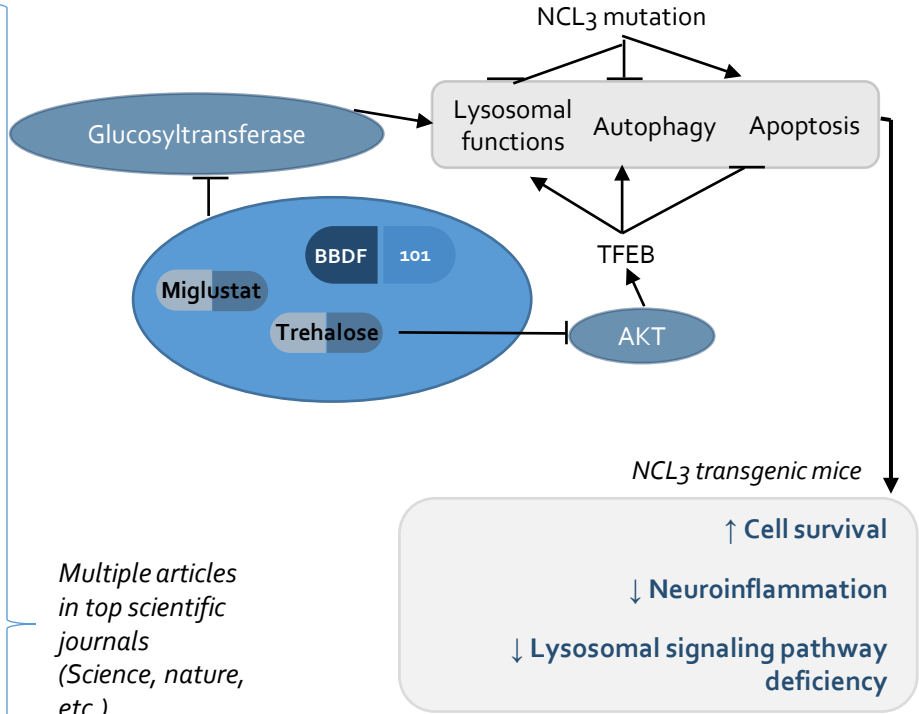 NCL3 mutation
Glucosyltransferase
Lysosomal
functions
Autophagy
Apoptosis
BBDF
101
Miglustat
Trehalose
TFEB
AKT
NCL3 transgenic mice
↑ Cell survival
↓ Neuroinflammation
↓ Lysosomal signaling pathway
deficiency
Multiple articles
in top scientific
journals
(Science, nature,
etc.)